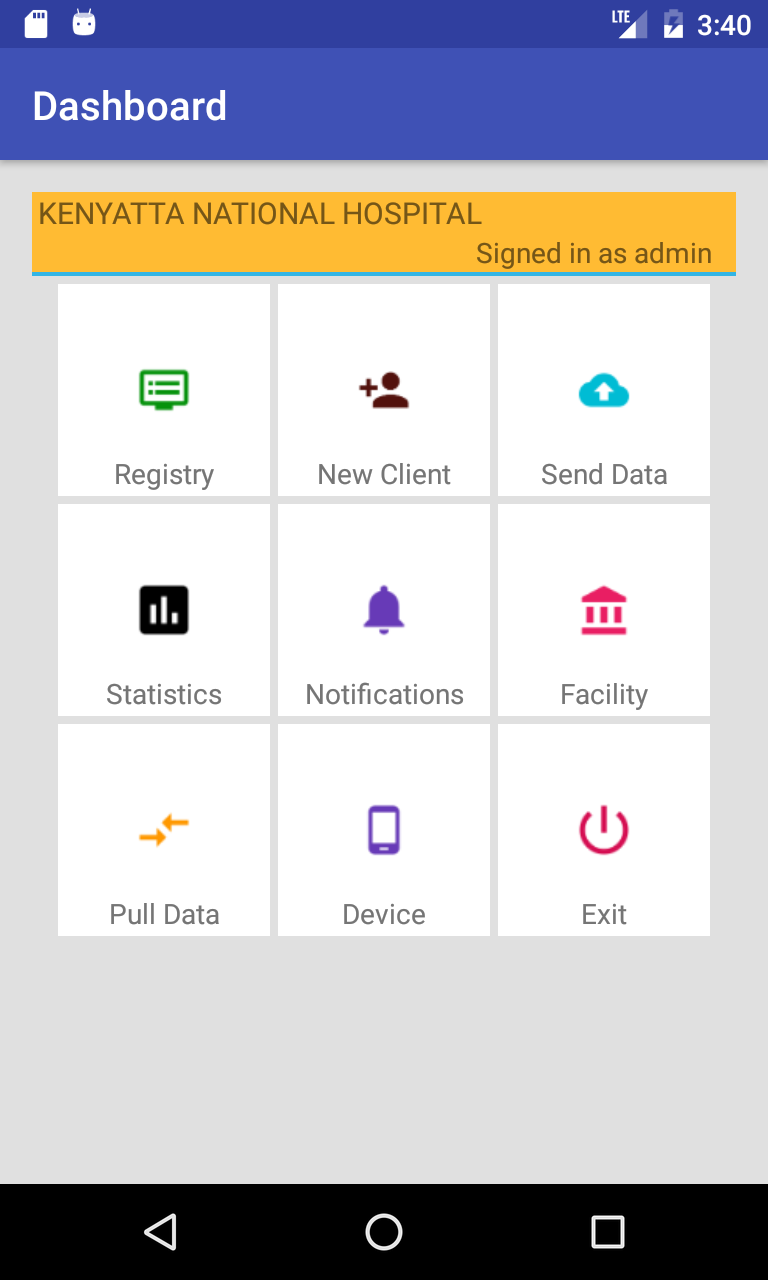 LTE 3:40
Dashboard
KENYATTA NATIONAL HOSPITAL
Signed in as admin
Registry New Client Send Data
Statistics Notifications Facility
Pull Data Device Exit